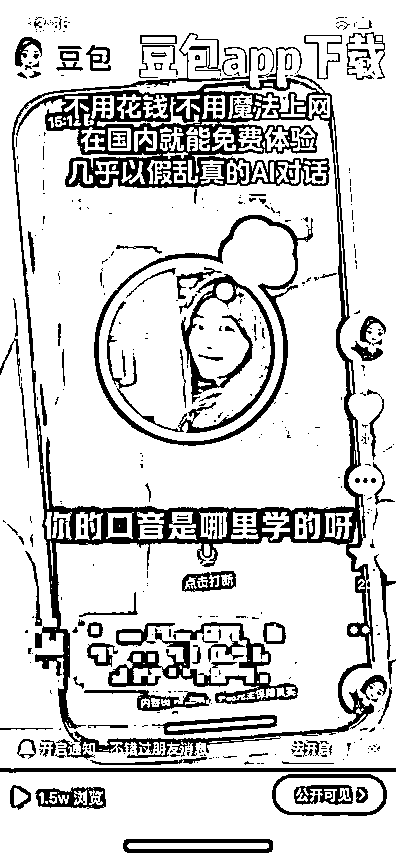 豆包
豆包app下载
不用花钱 不用魔法上网
在国内就能免费体验
几乎以假乱真的AI对话
你的口音是哪里学的呀
点击打断
开启通知 不错过朋友消息
去开启
1.5w 浏览
公开可见